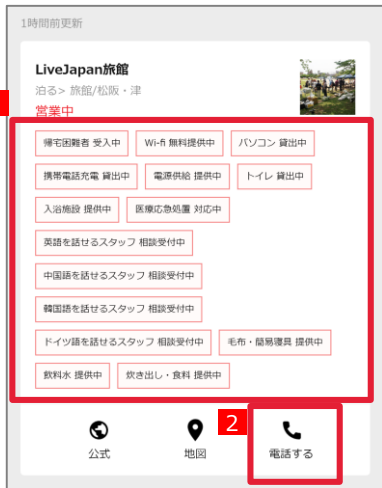 1時間前更新
LiveJapan旅館
泊る> 旅館/松阪・津
営業中
帰宅困難者 受入中 Wi-fi 無料提供中 パソコン 貸出中
携帯電話充電 貸出中 電源供給 提供中 トイレ 貸出中
入浴施設 提供中 医療応急処置 対応中
英語を話せるスタッフ 相談受付中
中国語を話せるスタッフ 相談受付中
韓国語を話せるスタッフ 相談受付中
ドイツ語を話せるスタッフ 相談受付中 毛布・簡易寝具 提供中
飲料水 提供中 炊き出し・食料 提供中
2
公式 地図 電話する